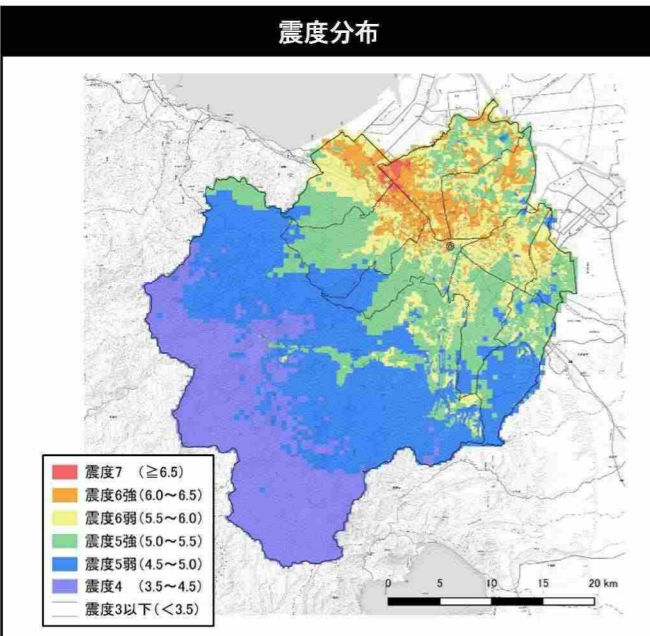 震度分布
震度7 (≧6.5)
震度6強(6.0～6.5)
震度6弱(5.5～6.0)
震度5強(5.0～5.5)
震度5弱(4.5～5.0)
震度4 (3.5～4.5)
震度3以下(<3.5)
0 5 10 15 20 km